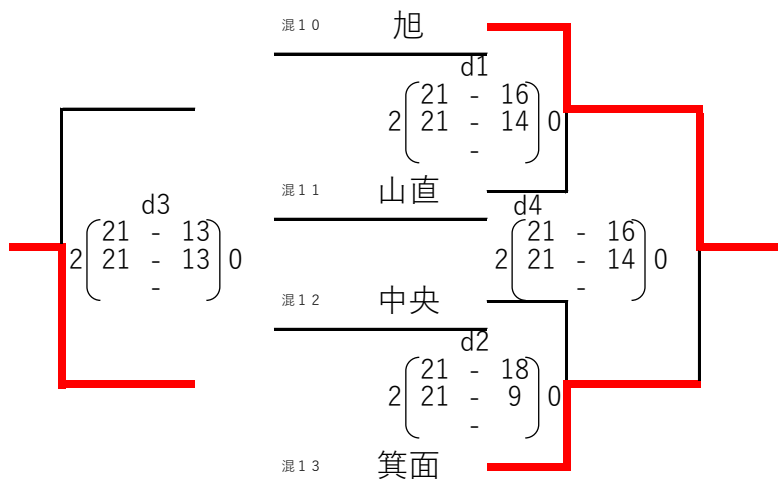 混１０ 旭
d1
21 - 16
2 21 - 14 0
-
混１１ 山直
d3
21 - 13
2 21 - 13 0
-
d4
21 - 16
2 21 - 14 0
-
混１２ 中央
d2
21 - 18
2 21 - 9 0
-
混１３ 箕面